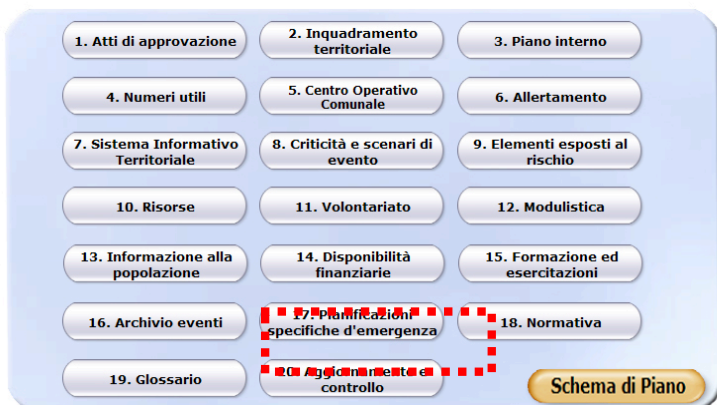 1. Atti di approvazione
2. Inquadramento
territoriale
3. Piano interno
4. Numeri utili
5. Centro Operativo
Comunale
6. Allertamento
7. Sistema Informativo
Territoriale
8. Criticità e scenari di
evento
9. Elementi esposti al
rischio
10. Risorse
11. Volontariato
12. Modulistica
13. Informazione alla
popolazione
14. Disponibilità
finanziarie
15. Formazione ed
esercitazioni
16. Archivio eventi
17. Pianificazioni
specifiche d'emergenza
18. Normativa
19. Glossario
20. Aggiornamento e
controllo
Schema di Piano